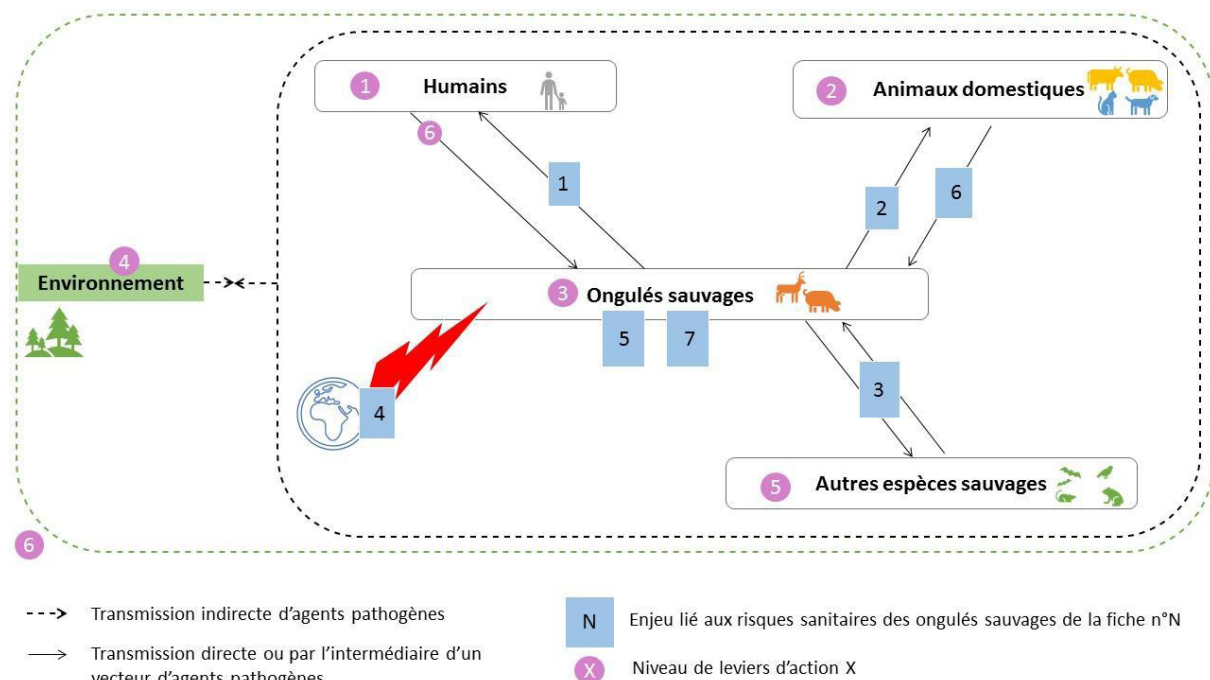 1 Humains
2 Animaux domestiques
6
1
2
6
4
Environnement
3 Ongulés sauvages
5 7
4
3
5 Autres espèces sauvages
6
Transmission indirecte d'agents pathogènes
Transmission directe ou par l'intermédiaire d'un
vecteur d'agents pathogènes
N Enjeu lié aux risques sanitaires des ongulés sauvages de la fiche n°N
X Niveau de leviers d'action X